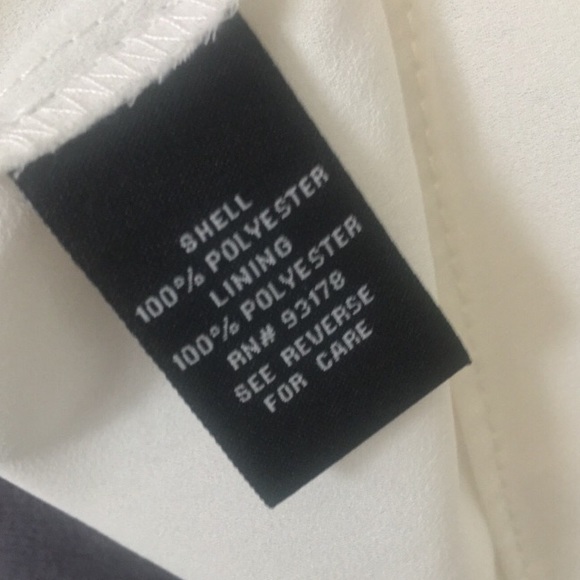 SHELL
100% POLYESTER
LINING
100% POLYESTER
RN# 93178
SEE REVERSE
FOR CARE